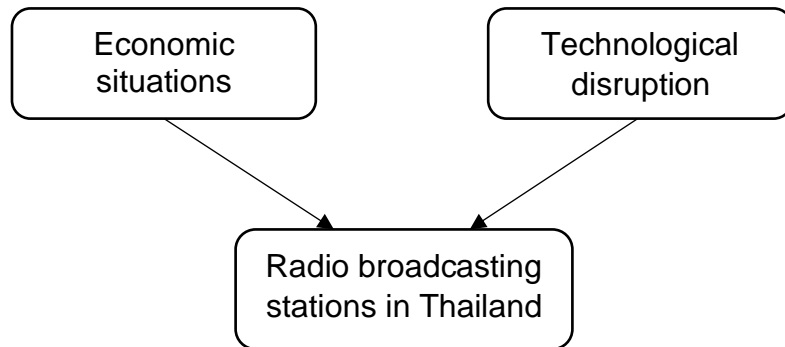 Economic
situations
Technological
disruption
Radio broadcasting
stations in Thailand